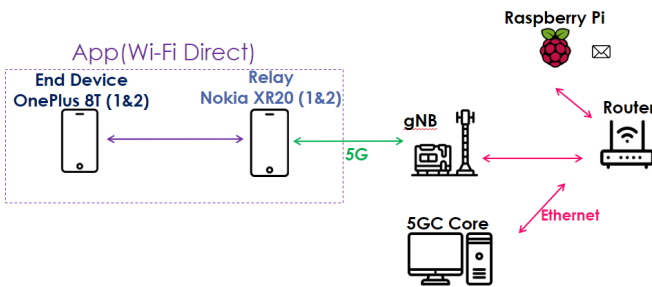 Raspberry Pi
App(Wi-Fi Direct)
End Device
OnePlus 8T (1&2)
Relay
Nokia XR20 (1&2)
gNB
Router
5G
5GC Core
Ethernet